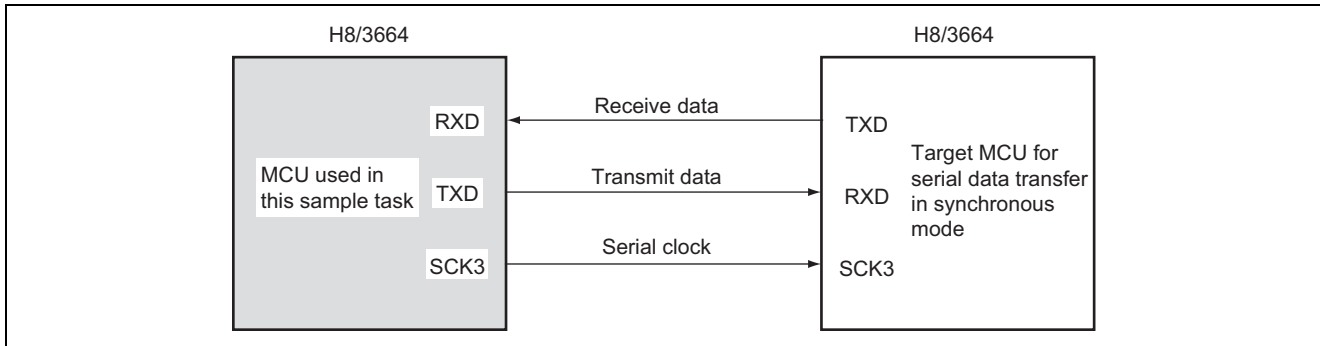 H8/3664
H8/3664
RXD
Receive data
TXD
MCU used in
this sample task
TXD
Transmit data
RXD
Target MCU for
serial data transfer
in synchronous
mode
SCK3
Serial clock
SCK3